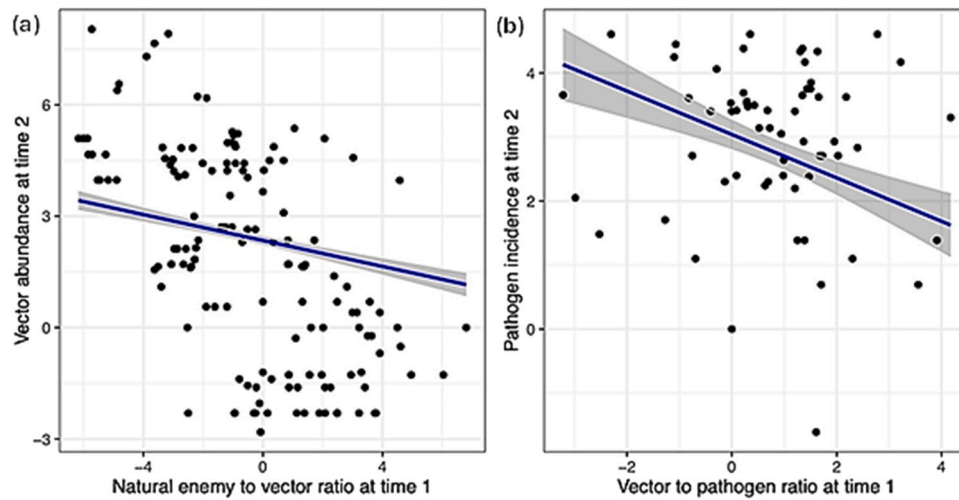 (a)
Vector abundance at time 2
6
3
0
−3
−4
0
4
Natural enemy to vector ratio at time 1
(b)
Pathogen incidence at time 2
4
2
0
−2
0
2
4
Vector to pathogen ratio at time 1